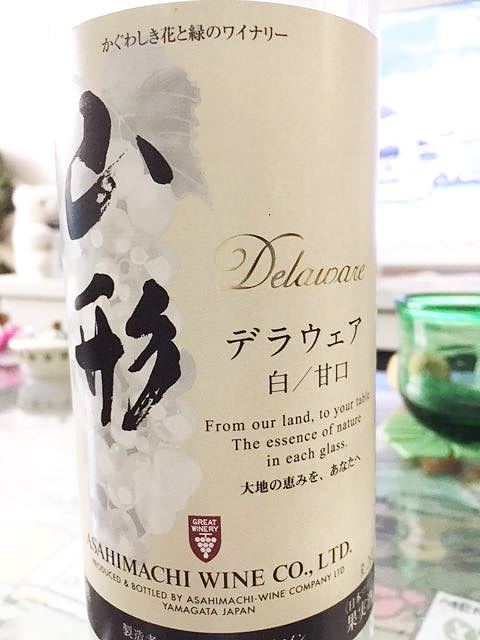 かぐわしき花と緑のワイナリー
山形
Delaware
デラウェア
白／甘口
From our land, to your table.
The essence of nature
in each glass.
大地の恵みを、あなたへ
GREAT
WINERY
ASAHIMACHI WINE CO., LTD.
PRODUCED & BOTTLED BY ASAHIMACHI-WINE COMPANY LTD
YAMAGATA JAPAN
製造者